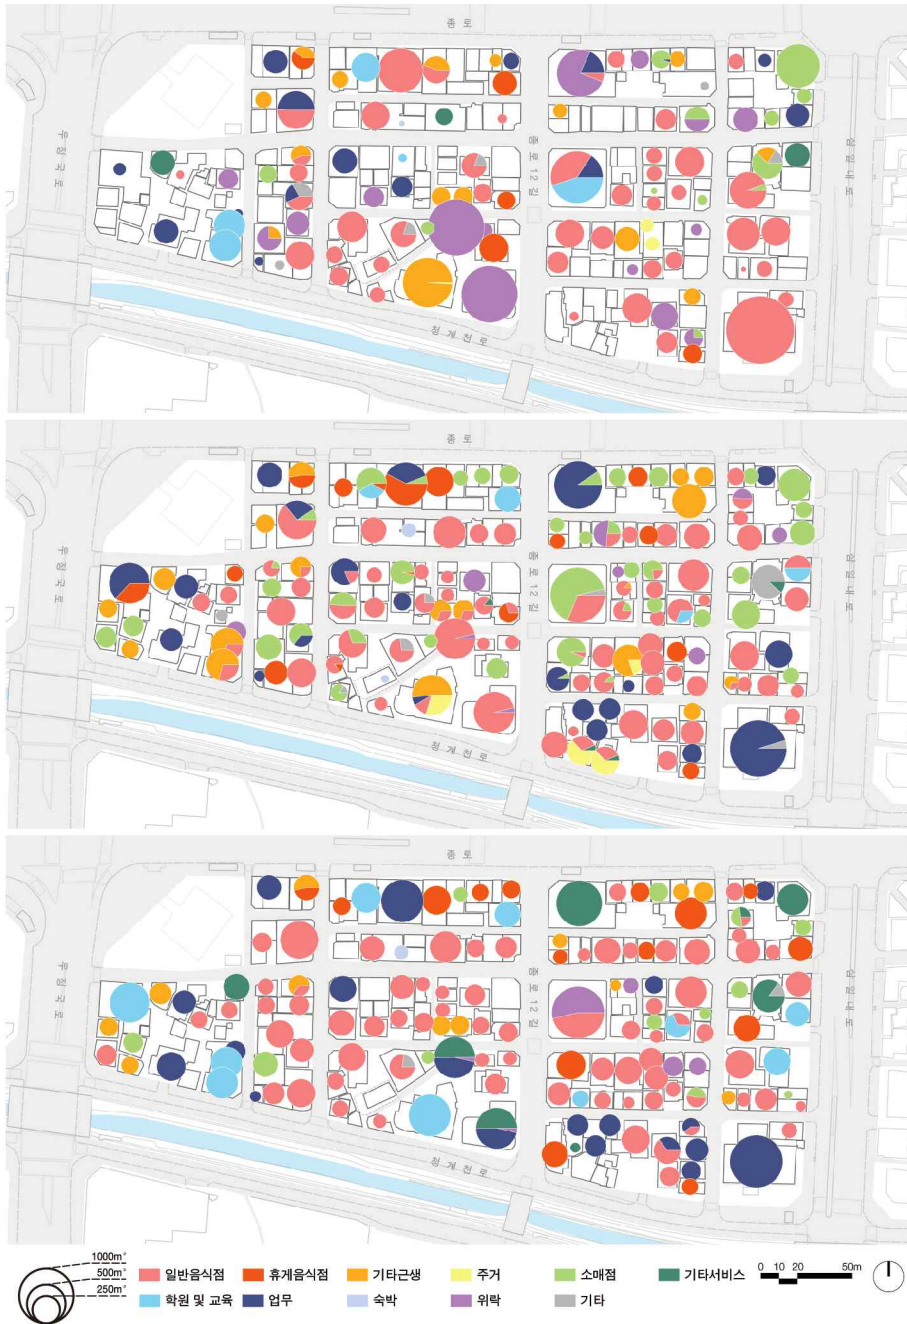 종로
우정국로
종로12길
삼일대로
청계천로
종로
우정국로
종로12길
삼일대로
청계천로
종로
우정국로
종로12길
삼일대로
청계천로
1000m²
500m²
250m²
일반음식점 휴게음식점 기타근생 주거 소매점 기타서비스
학원 및 교육 업무 숙박 위락 기타
0 10 20 50m